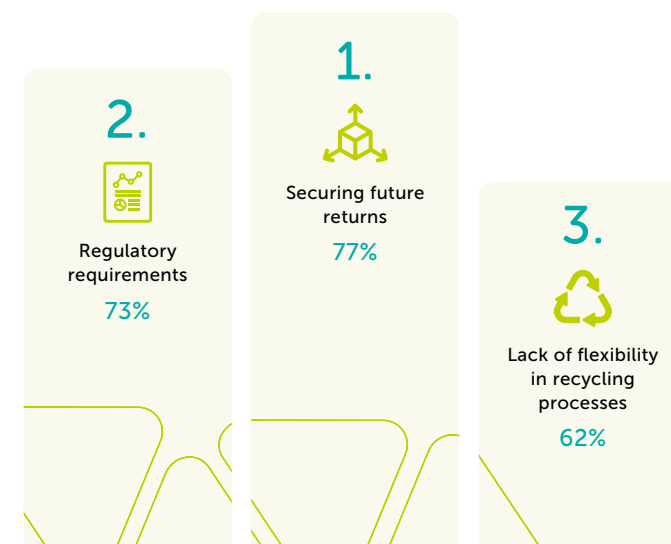 2.
Regulatory
requirements
73%
1.
Securing future
returns
77%
3.
Lack of flexibility
in recycling
processes
62%